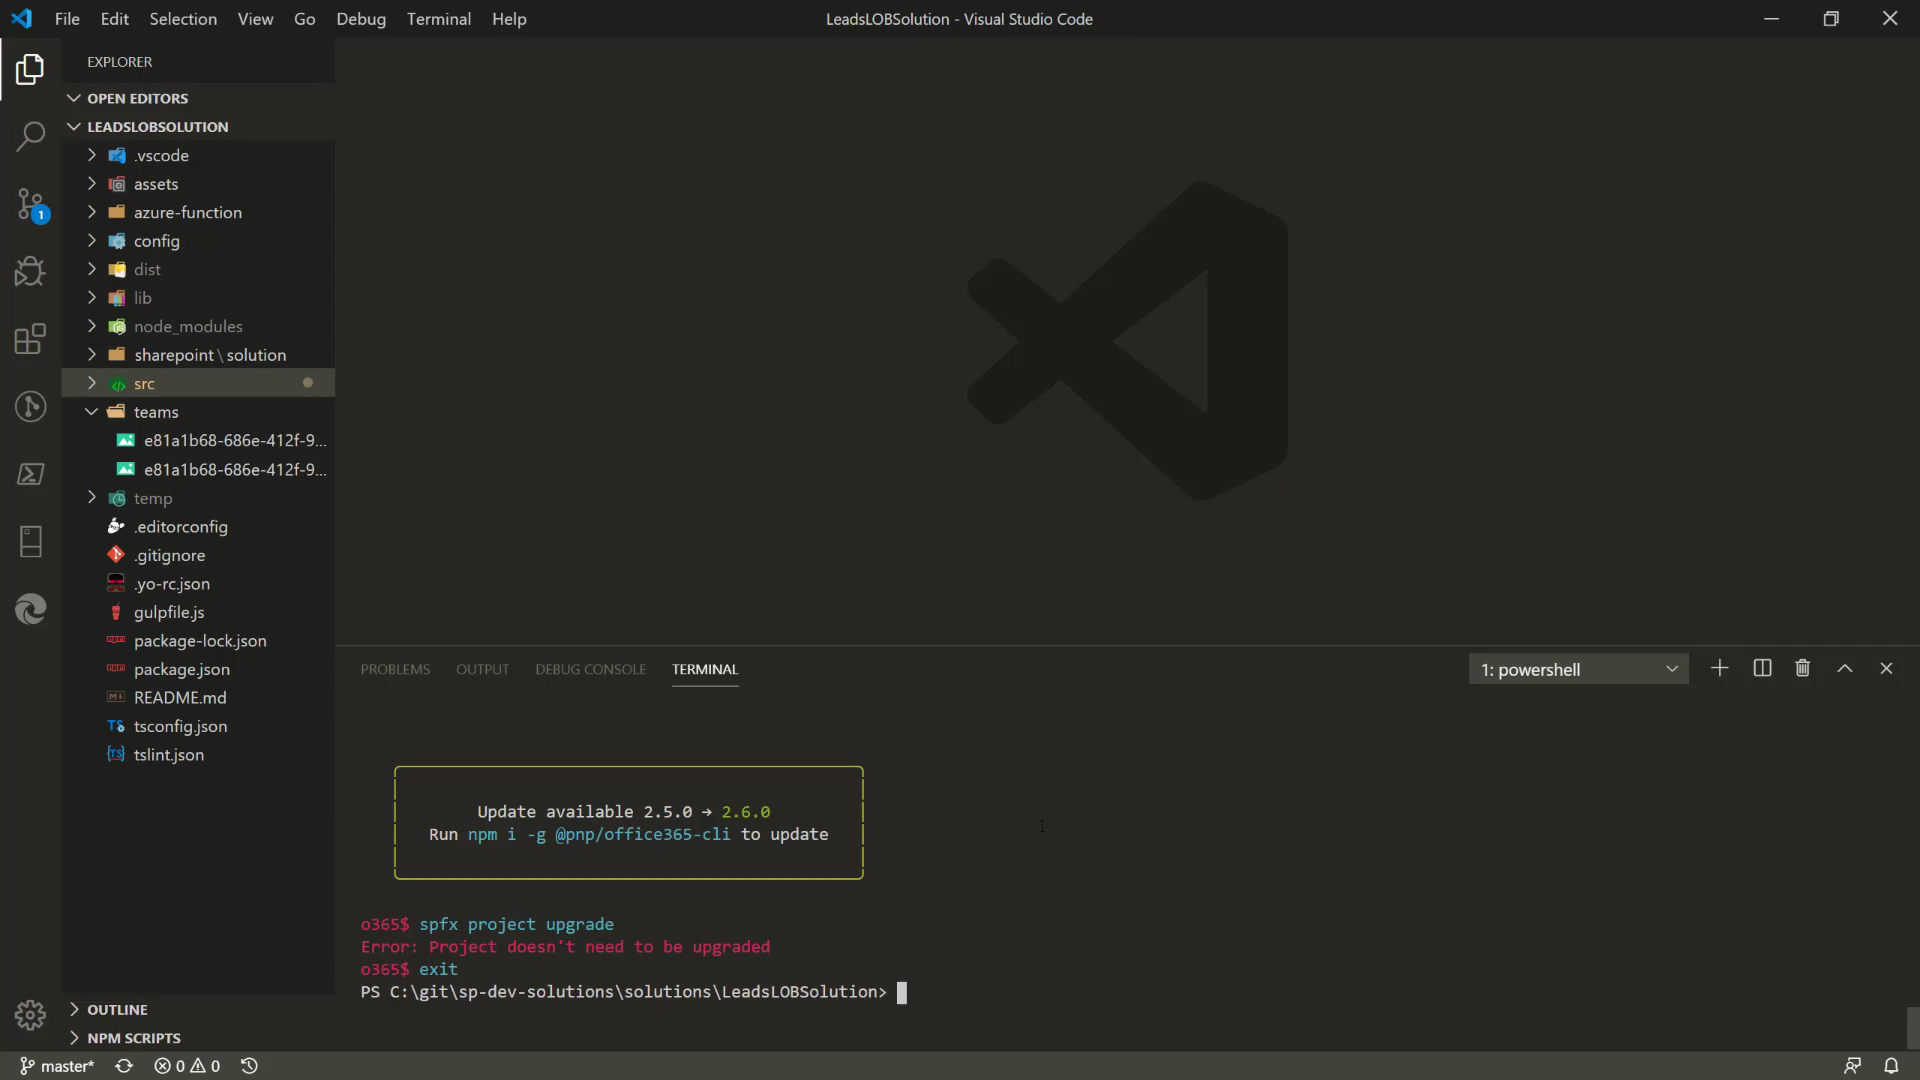 File Edit Selection View Go Debug Terminal Help
LeadsLOBSolution - Visual Studio Code
EXPLORER
OPEN EDITORS
LEADSLOBSOLUTION
.vscode
assets
azure-function
config
dist
lib
node_modules
sharepoint \ solution
src
teams
e81a1b68-686e-412f-9...
e81a1b68-686e-412f-9...
temp
.editorconfig
.gitignore
.yo-rc.json
gulpfile.js
package-lock.json
package.json
README.md
tsconfig.json
tslint.json
OUTLINE
NPM SCRIPTS
1
PROBLEMS OUTPUT DEBUG CONSOLE TERMINAL
1: powershell
Update available 2.5.0 → 2.6.0
Run npm i -g @pnp/office365-cli to update
o365$ spfx project upgrade
Error: Project doesn't need to be upgraded
o365$ exit
PS C:\git\sp-dev-solutions\solutions\LeadsLOBSolution>
master* 0 0